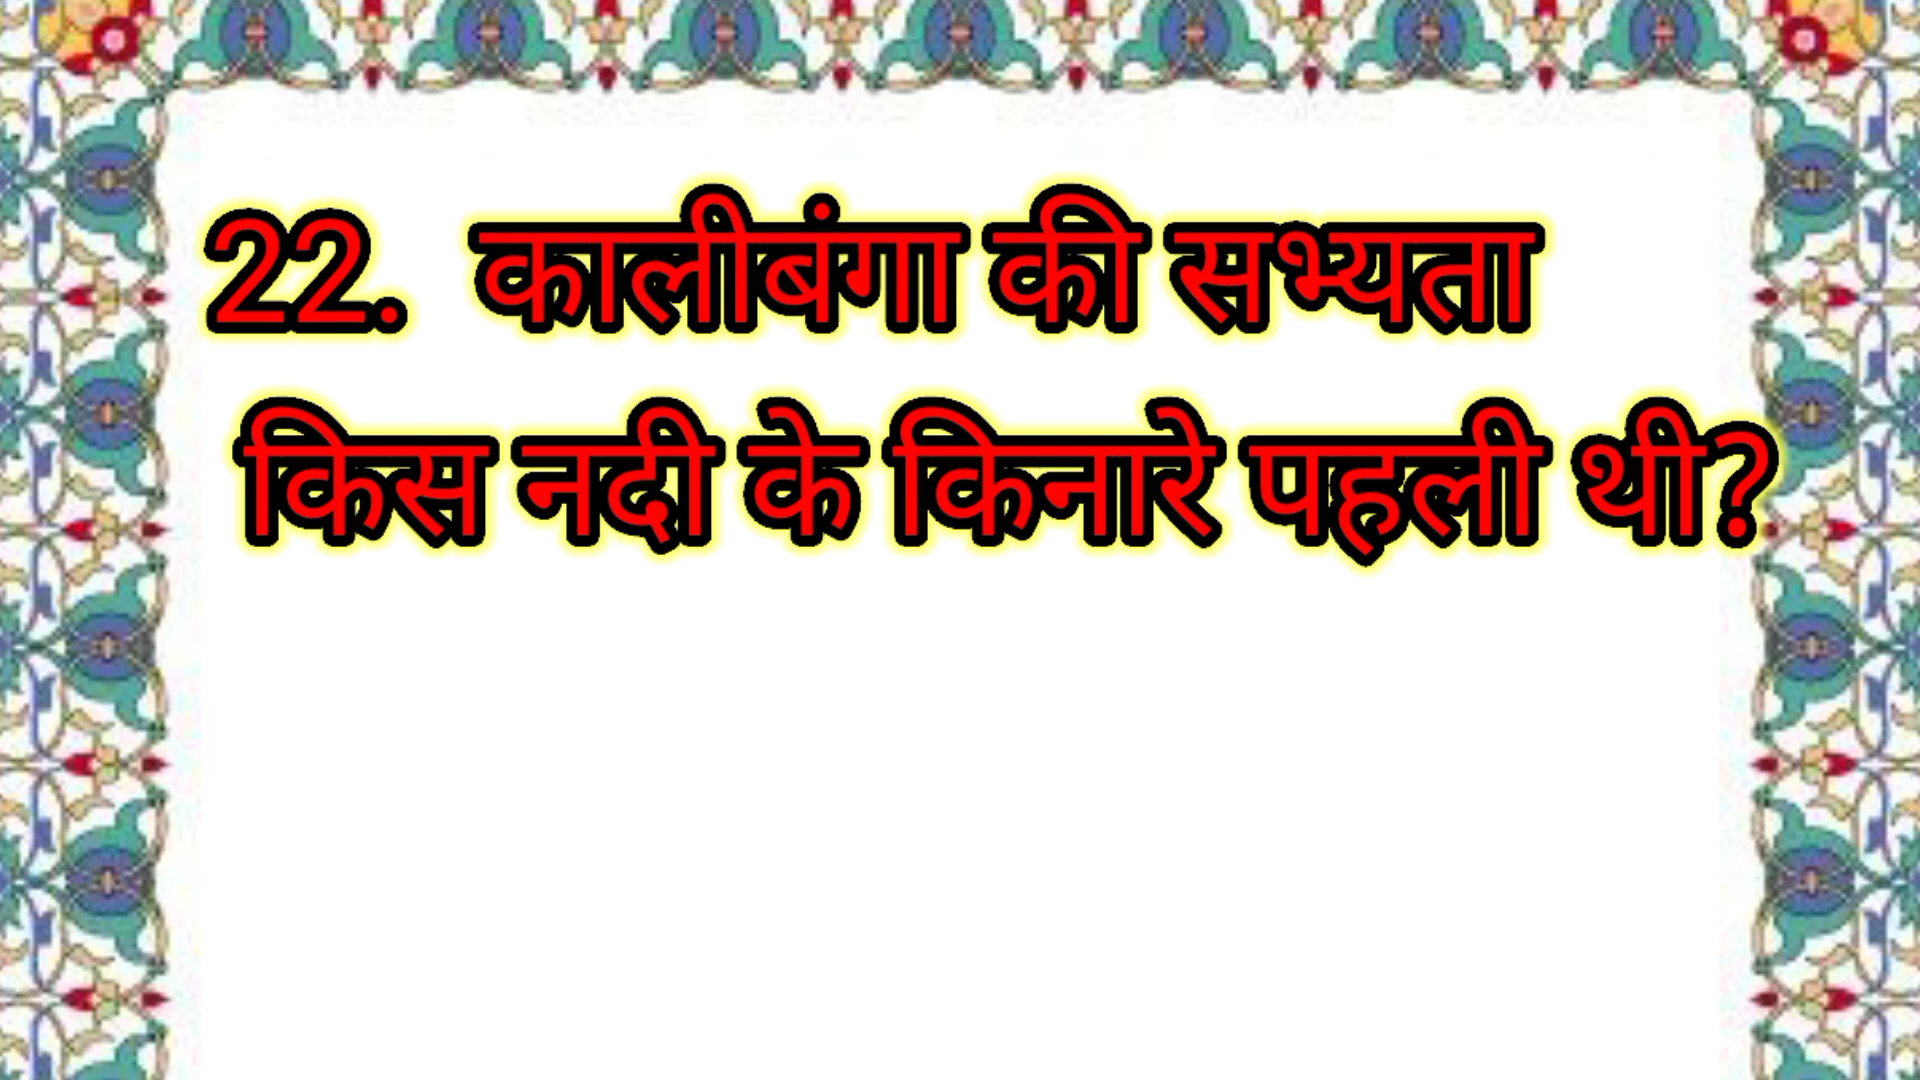 22. कालीबंगा की सभ्यता
किस नदी के किनारे पहली थी?